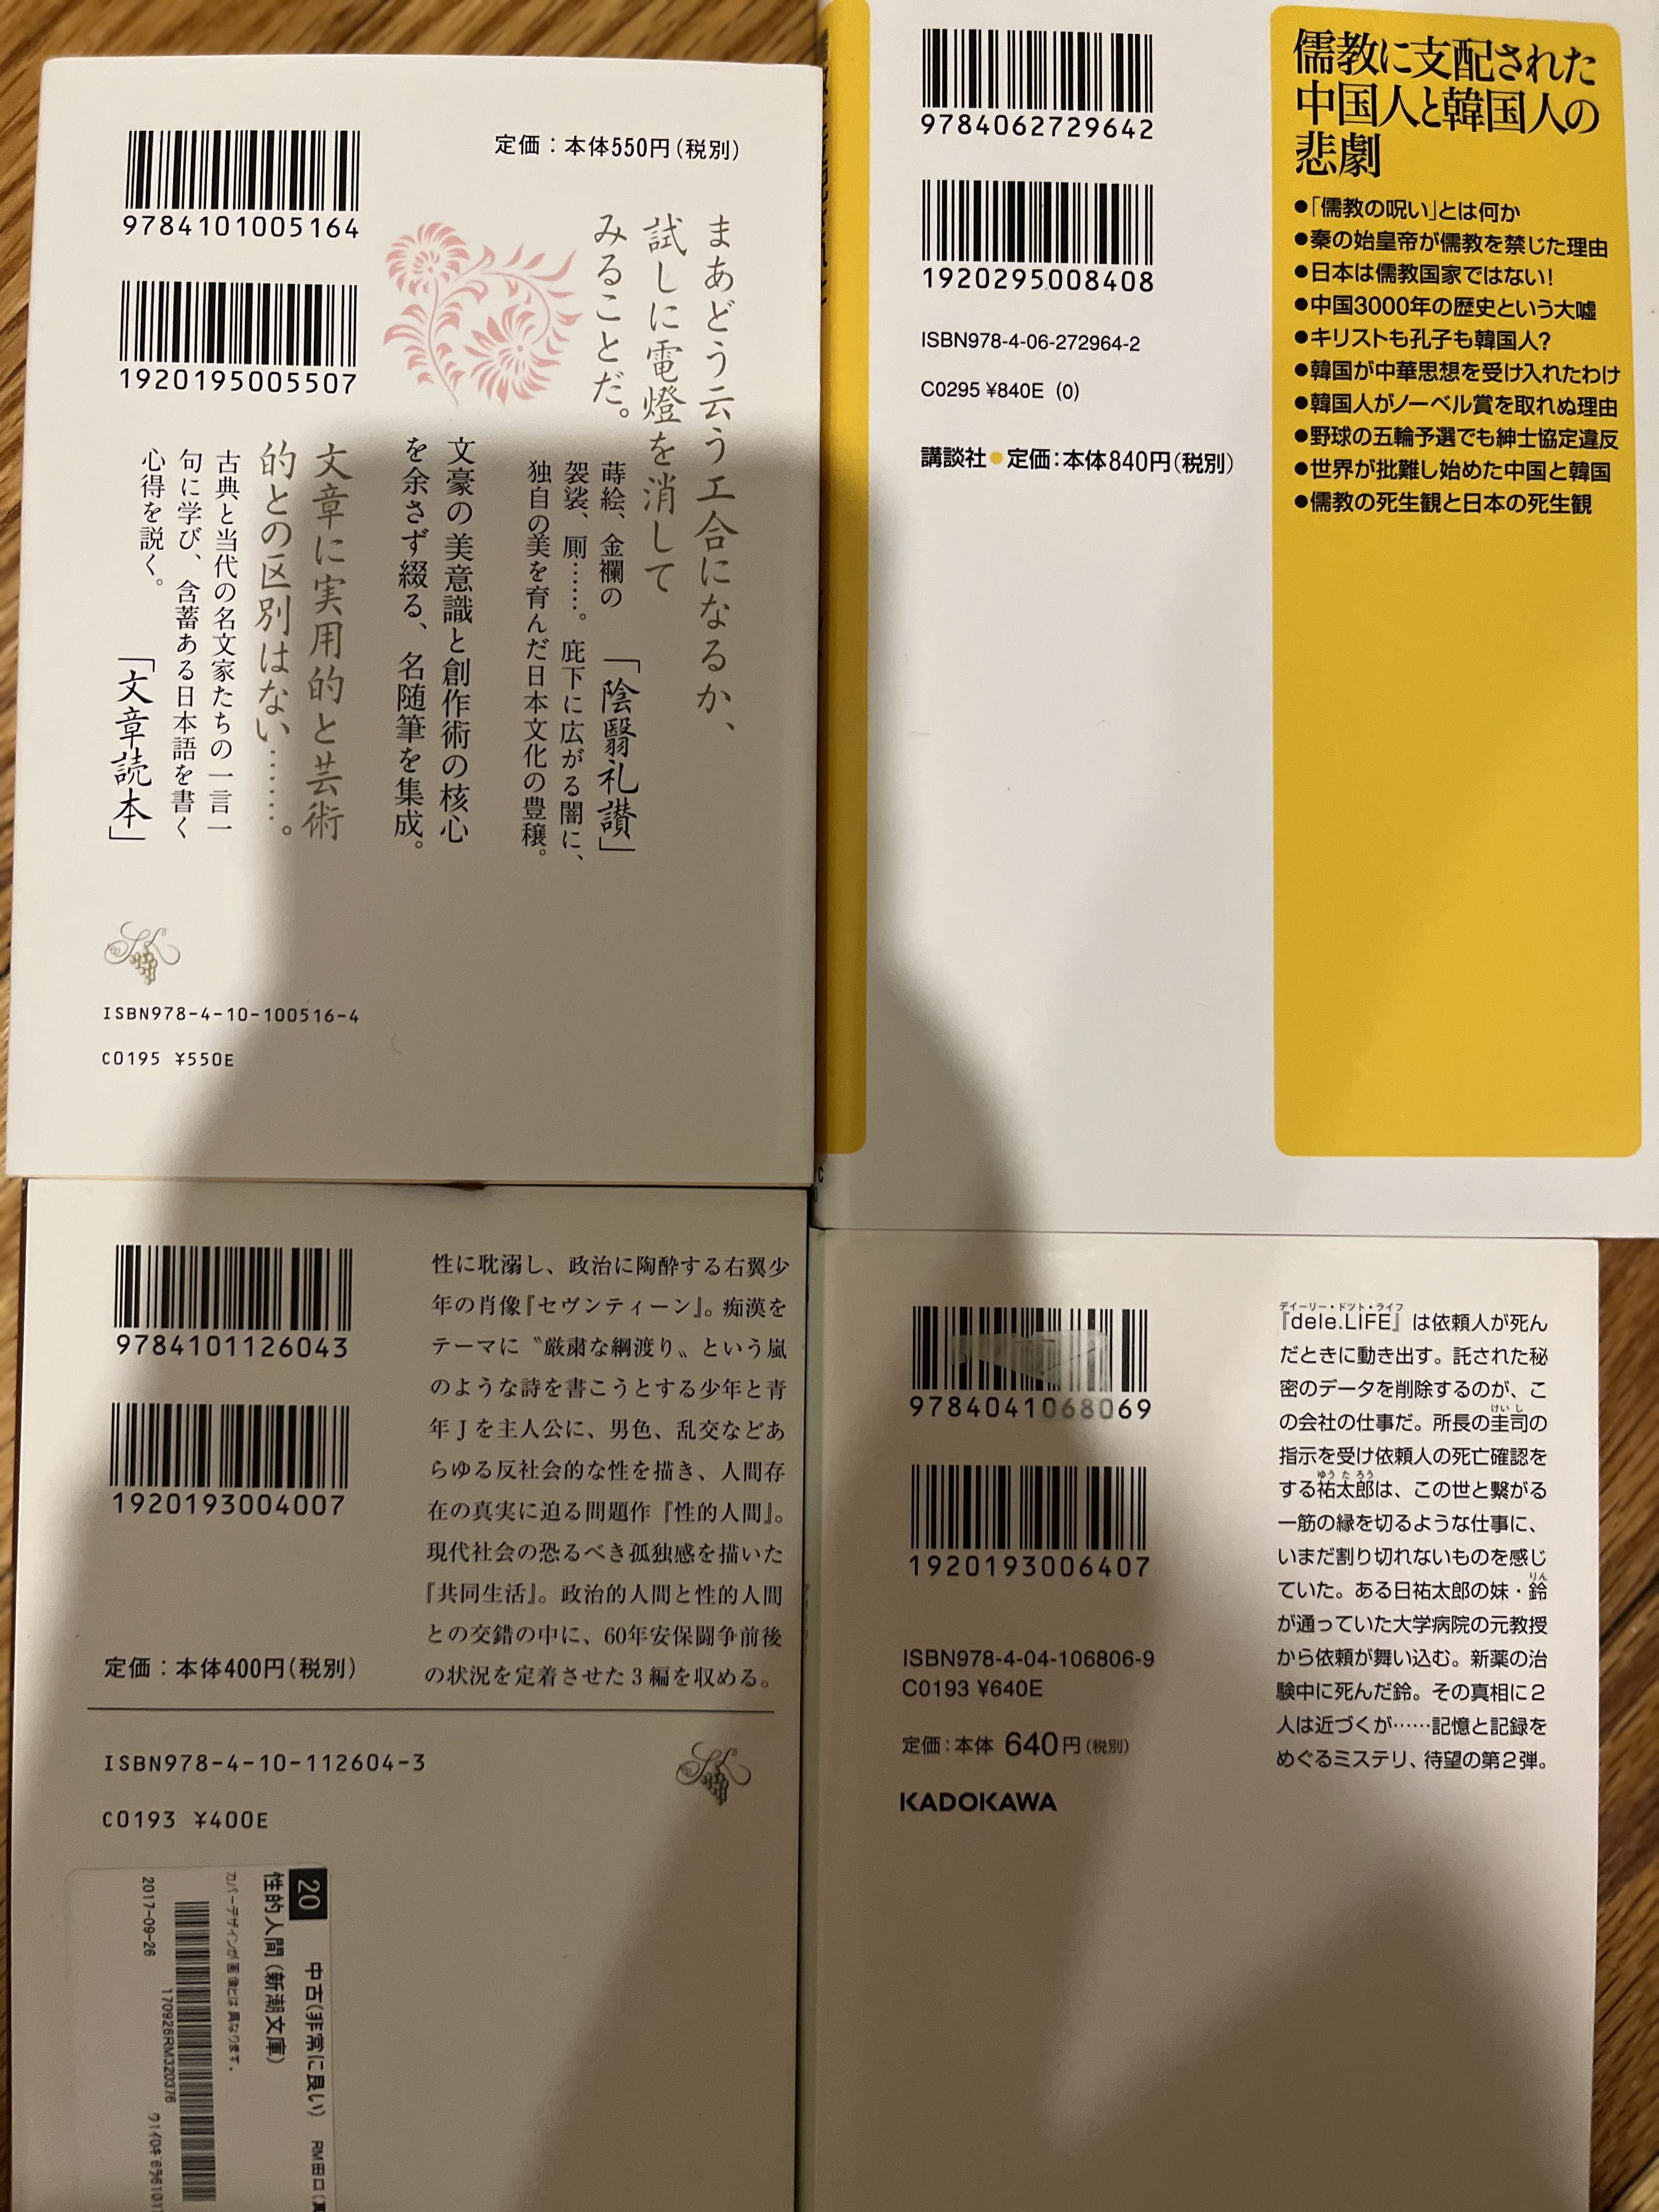 9784101005164
1920195005507
定価：本体550円（税別）
まあどう云う工合になるか、
試しに電燈を消して
みることだ。
「陰翳礼讃」
蒔絵、金襴の
袈裟、厠……。庇下に広がる闇に、
独自の美を育んだ日本文化の豊穣。
文豪の美意識と創作術の核心
を余さず綴る、名随筆を集成。
文章に実用的と芸術
的との区別はない……。
古典と当代の名文家たちの一言一
句に学び、含蓄ある日本語を書く
心得を説く。
「文章読本」
ISBN978-4-10-100516-4
C0195 ¥550E
9784062729642
1920295008408
ISBN978-4-06-272964-2
C0295 ¥840E (0)
講談社●定価：本体840円（税別）
儒教に支配された
中国人と韓国人の
悲劇
●「儒教の呪い」とは何か
●秦の始皇帝が儒教を禁じた理由
●日本は儒教国家ではない！
●中国3000年の歴史という大嘘
●キリストも孔子も韓国人？
●韓国が中華思想を受け入れたわけ
●韓国人がノーベル賞を取れぬ理由
●野球の五輪予選でも紳士協定違反
●世界が批難し始めた中国と韓国
●儒教の死生観と日本の死生観
9784101126043
1920193004007
性に耽溺し、政治に陶酔する右翼少
年の肖像『セヴンティーン』。痴漢を
テーマに〝厳粛な綱渡り〟という嵐
のような詩を書こうとする少年と青
年Ｊを主人公に、男色、乱交などあ
らゆる反社会的な性を描き、人間存
在の真実に迫る問題作『性的人間』。
現代社会の恐るべき孤独感を描いた
『共同生活』。政治的人間と性的人間
との交錯の中に、60年安保闘争前後
の状況を定着させた３編を収める。
定価：本体400円（税別）
ISBN978-4-10-112604-3
C0193 ¥400E
20
中古(非常に良い)
RM田口(
性的人間 (新潮文庫)
カバーデザインが画像とは異なります。
170926RM320376
2017-09-26
9784041068069
1920193006407
ISBN978-4-04-106806-9
C0193 ¥640E
定価：本体 640円（税別）
KADOKAWA
ディーリー・ドット・ライフ
『dele.LIFE』は依頼人が死ん
だときに動き出す。託された秘
密のデータを削除するのが、こ
けいし
の会社の仕事だ。所長の圭司の
指示を受け依頼人の死亡確認を
ゆうたろう
する祐太郎は、この世と繋がる
一筋の縁を切るような仕事に、
いまだ割り切れないものを感じ
りん
ていた。ある日祐太郎の妹・鈴
が通っていた大学病院の元教授
から依頼が舞い込む。新薬の治
験中に死んだ鈴。その真相に２
人は近づくが……記憶と記録を
めぐるミステリ、待望の第２弾。